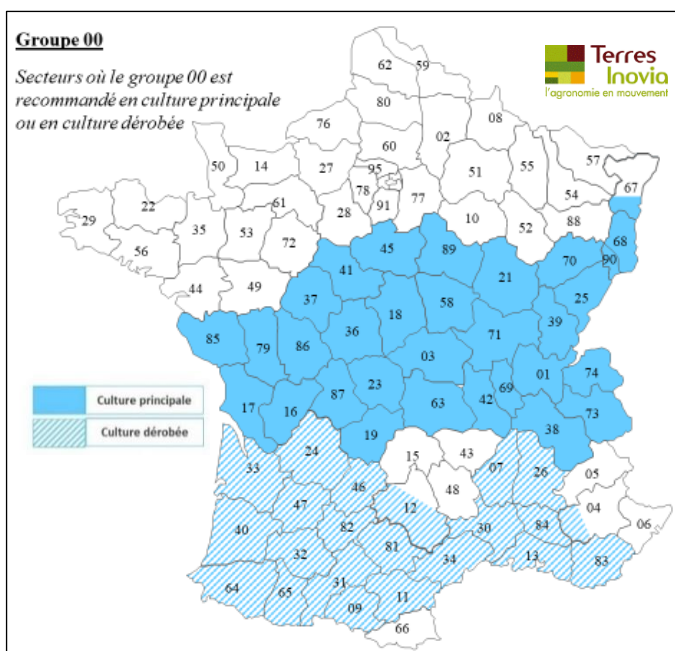 Groupe 00
Secteurs où le groupe 00 est
recommandé en culture principale
ou en culture dérobée
Terres
Inovia
l'agronomie en mouvement
62 59
80
76 02 08
60
50 14 27 95 51 55 57
67
78 77 54
61 91
22 28 10 88
29 35 53 52
72
56 45 68
89 70 90
41 21
44 49 37 25
18 58
36 39
85 79 86 71
03
87 23 01 74
69
17 16 63 42
73
19 38
Culture principale
Culture dérobée
24 15 43
33 07 26 05
46 48
47 12 04
40 82 30 84 06
32 81 34 13 83
64 65 31 11
09
66